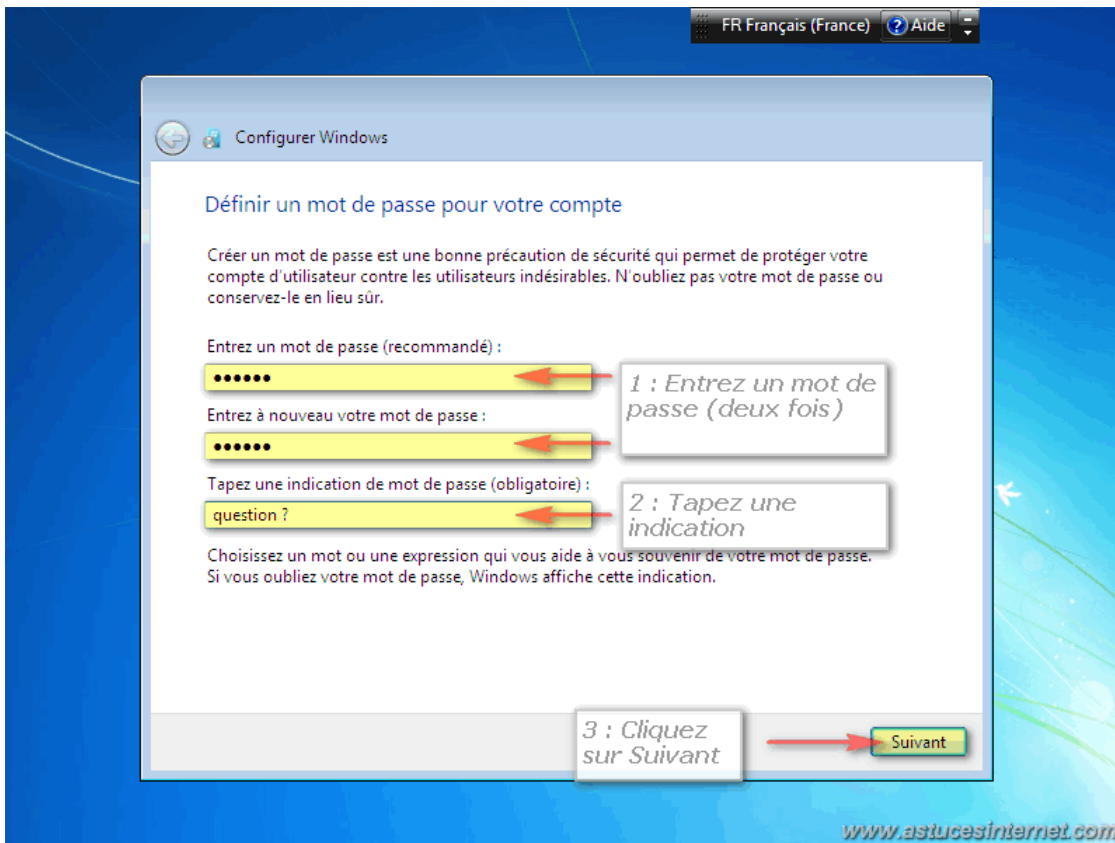 FR Français (France) Aide
Configurer Windows
Définir un mot de passe pour votre compte
Créer un mot de passe est une bonne précaution de sécurité qui permet de protéger votre
compte d'utilisateur contre les utilisateurs indésirables. N'oubliez pas votre mot de passe ou
conservez-le en lieu sûr.
Entrez un mot de passe (recommandé) :
••••••
1 : Entrez un mot de
passe (deux fois)
Entrez à nouveau votre mot de passe :
••••••
Tapez une indication de mot de passe (obligatoire) :
question ?
2 : Tapez une
indication
Choisissez un mot ou une expression qui vous aide à vous souvenir de votre mot de passe.
Si vous oubliez votre mot de passe, Windows affiche cette indication.
3 : Cliquez
sur Suivant
Suivant
www.astucesinternet.com